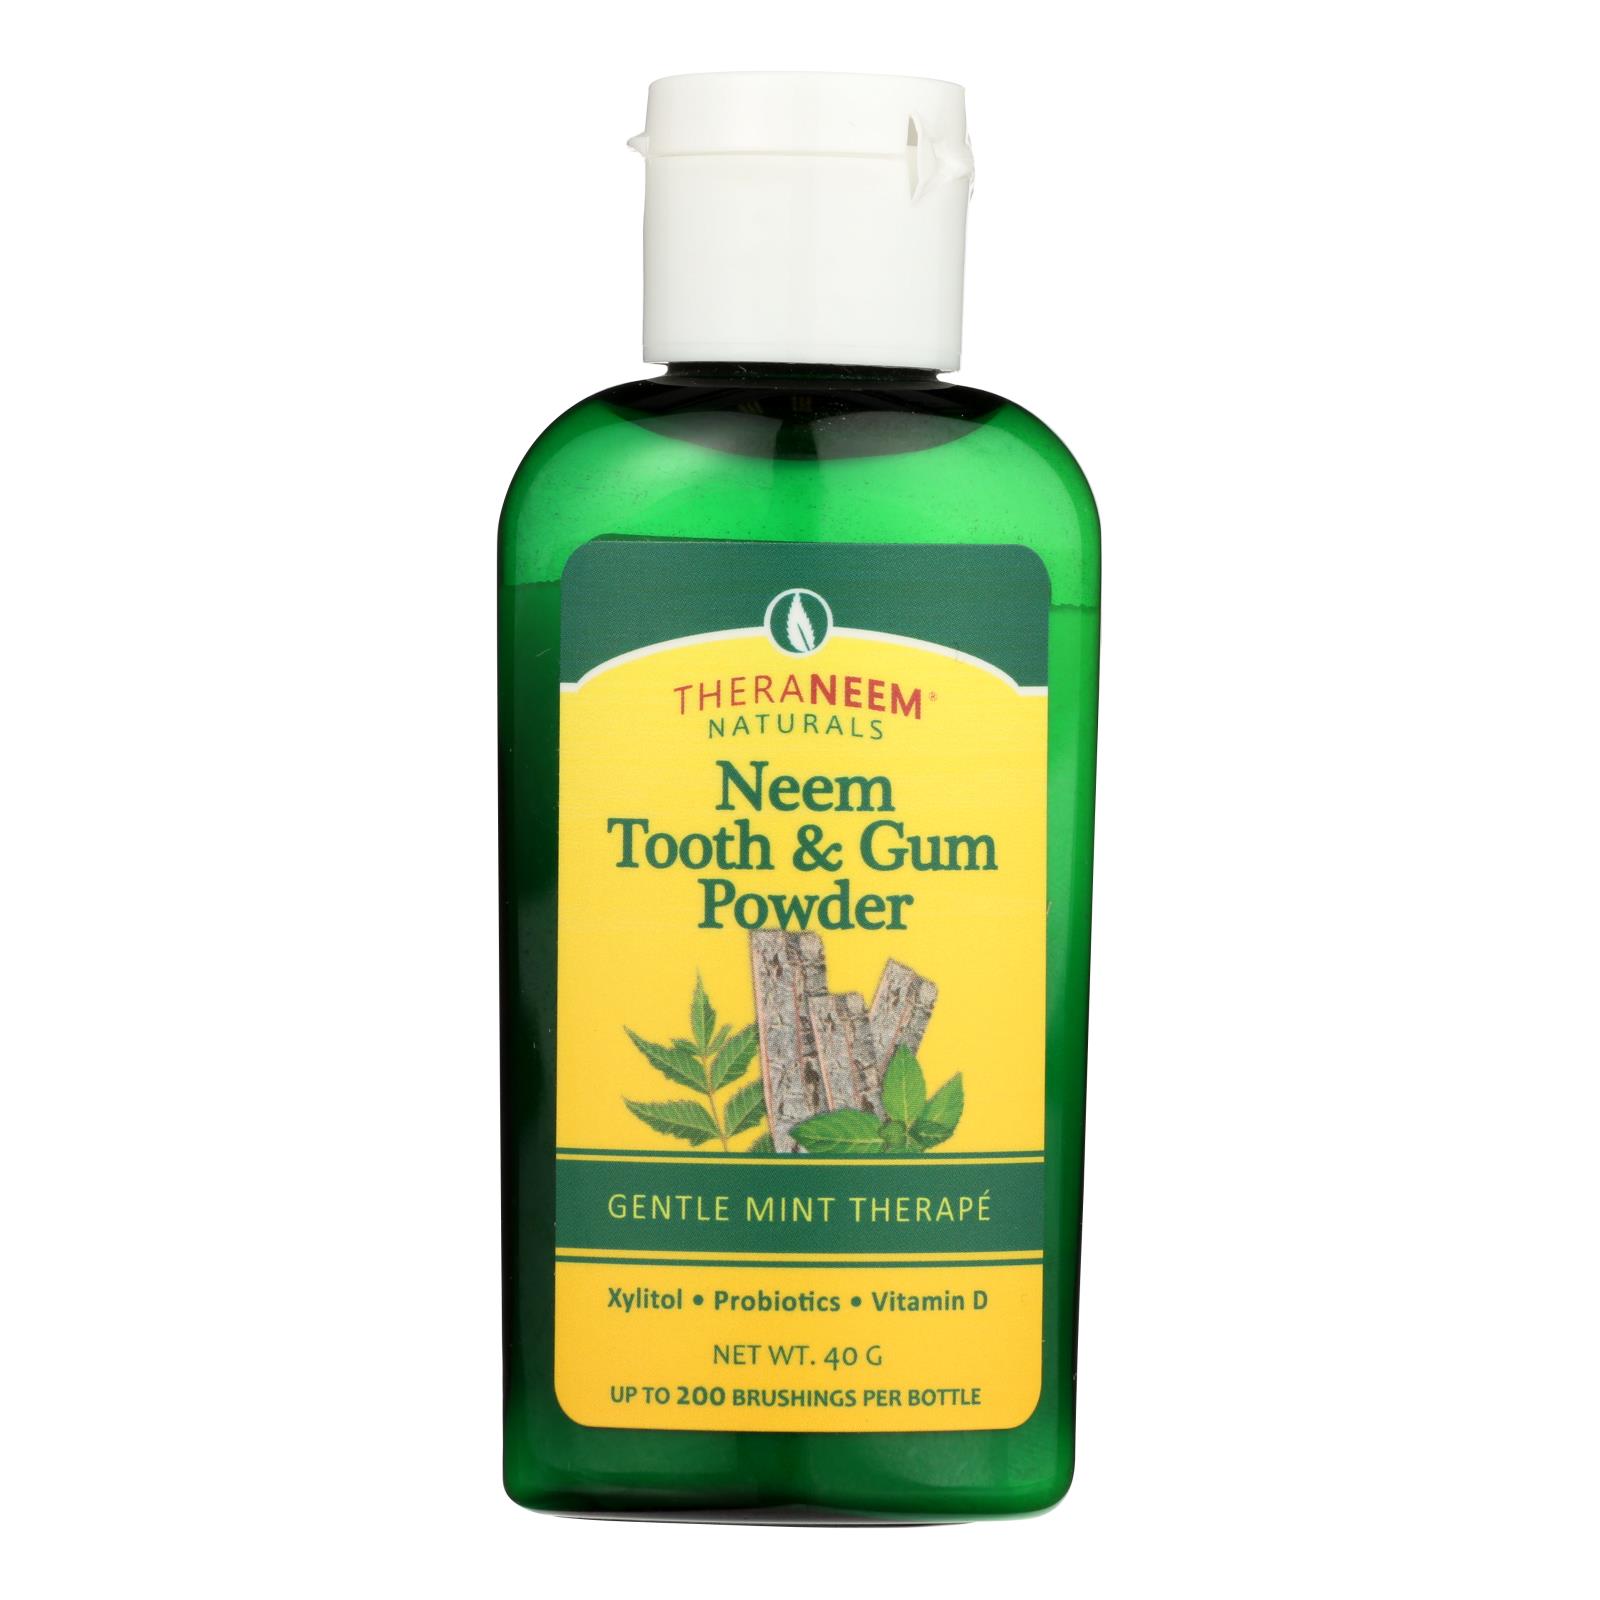 THERANEEM®
NATURALS
Neem
Tooth & Gum
Powder
GENTLE MINT THERAPÉ
Xylitol • Probiotics • Vitamin D
NET WT. 40 G
UP TO 200 BRUSHINGS PER BOTTLE